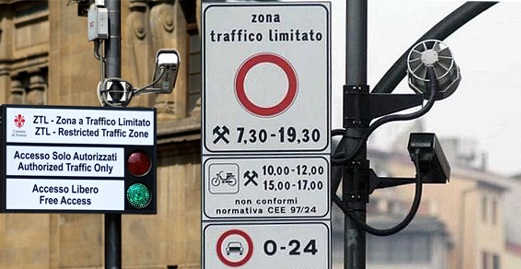 ZTL - Zona a Traffico Limitato
ZTL - Restricted Traffic Zone
Accesso Solo Autorizzati
Authorized Traffic Only
Accesso Libero
Free Access
zona
traffico limitato
7,30-19,30
10,00-12,00
15,00-17,00
non conformi
normativa CEE 97/24
0-24